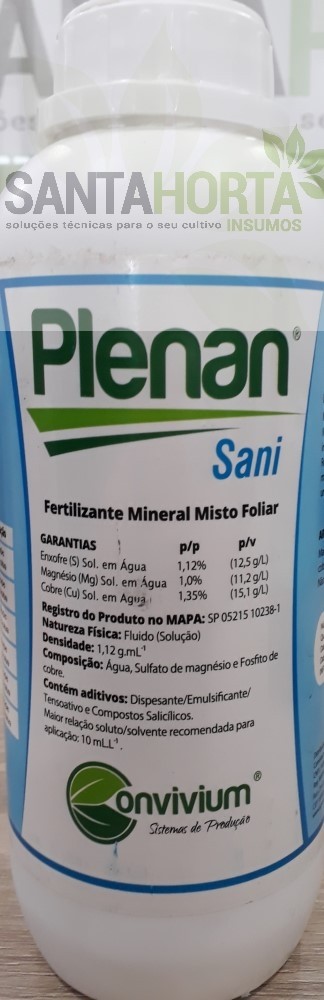 SANTAHORTA
soluções técnicas para o seu cultivo INSUMOS
Plenan®
Sani
Fertilizante Mineral Misto Foliar
GARANTIAS p/p p/v
Enxofre (S) Sol. em Água 1,12% (12,5 g/L)
Magnésio (Mg) Sol. em Água 1,0% (11,2 g/L)
Cobre (Cu) Sol. em Agua 1,35% (15,1 g/L)
Registro do Produto no MAPA: SP 05215 10238-1
Natureza Física: Fluido (Solução)
Densidade: 1,12 g.mL⁻¹
Composição: Água, Sulfato de magnésio e Fosfito de
cobre.
Contém aditivos: Dispesante/Emulsificante/
Tensoativo e Compostos Salicílicos.
Maior relação soluto/solvente recomendada para
aplicação: 10 mL.L⁻¹.
Convivium®
Sistemas de Produção